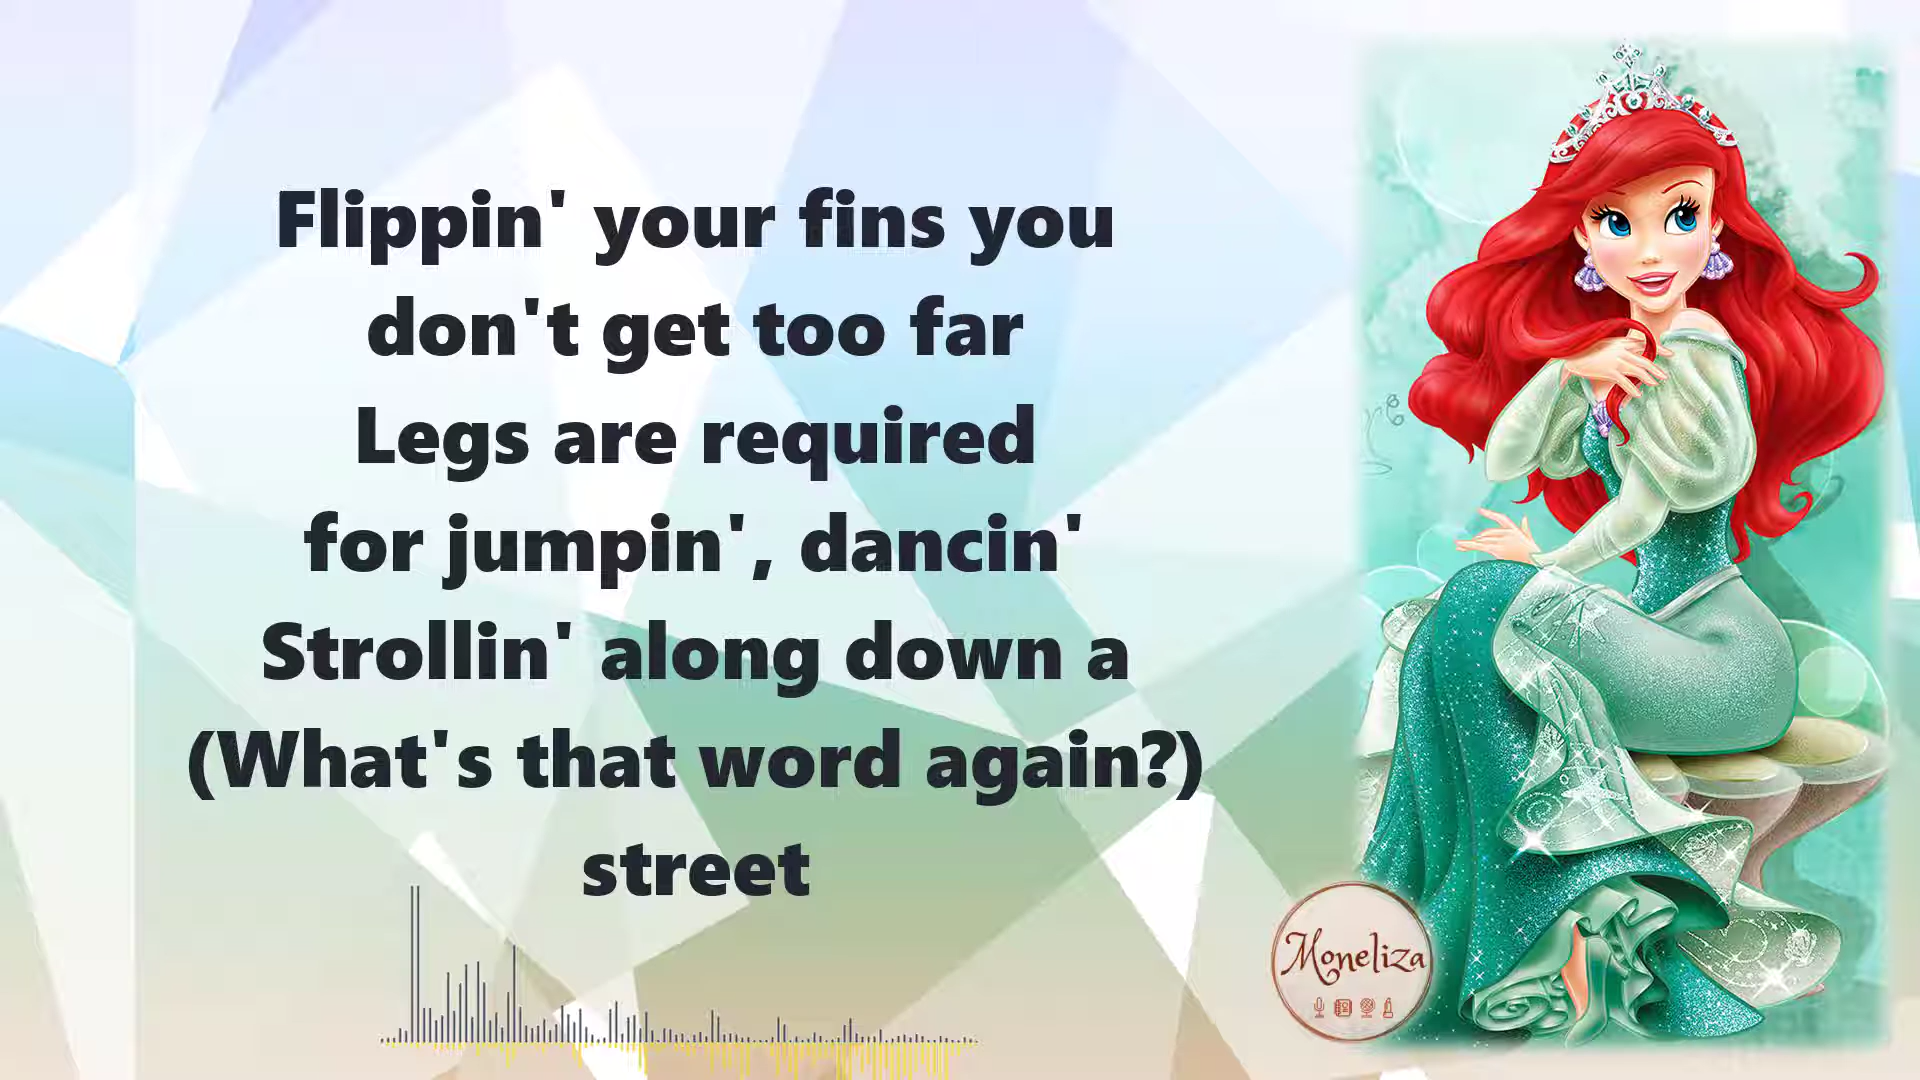 Flippin' your fins you
don't get too far
Legs are required
for jumpin', dancin'
Strollin' along down a
(What's that word again?)
street
Moneliza